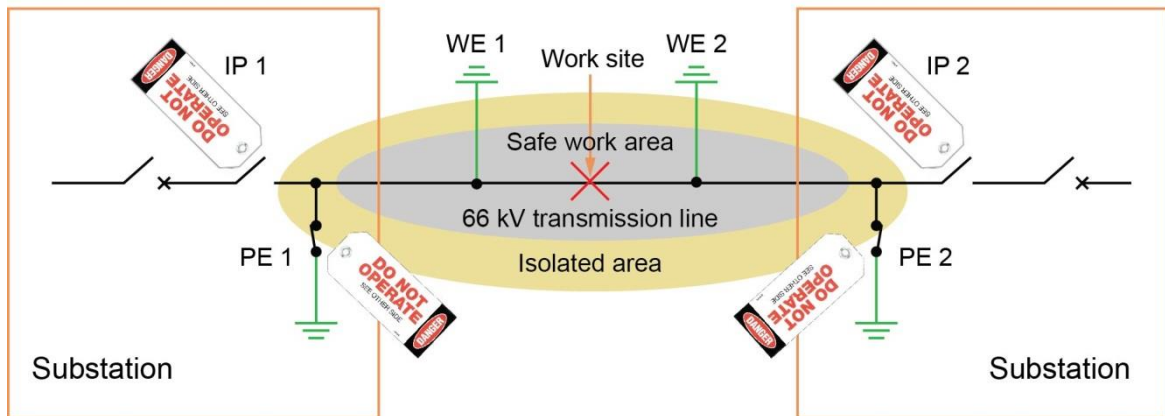 WE 1
WE 2
Work site
IP 1
IP 2
DANGER
DO NOT
OPERATE
SEE OTHER SIDE
DANGER
DO NOT
OPERATE
SEE OTHER SIDE
Safe work area
66 kV transmission line
Isolated area
PE 1
PE 2
DO NOT
OPERATE
SEE OTHER SIDE
DANGER
DO NOT
OPERATE
SEE OTHER SIDE
DANGER
Substation
Substation